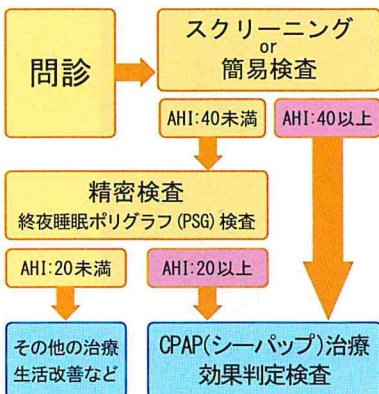 問診
スクリーニング
or
簡易検査
AHI:40未満
AHI:40以上
精密検査
終夜睡眠ポリグラフ(PSG)検査
AHI:20未満
AHI:20以上
その他の治療
生活改善など
CPAP(シーパップ)治療
効果判定検査